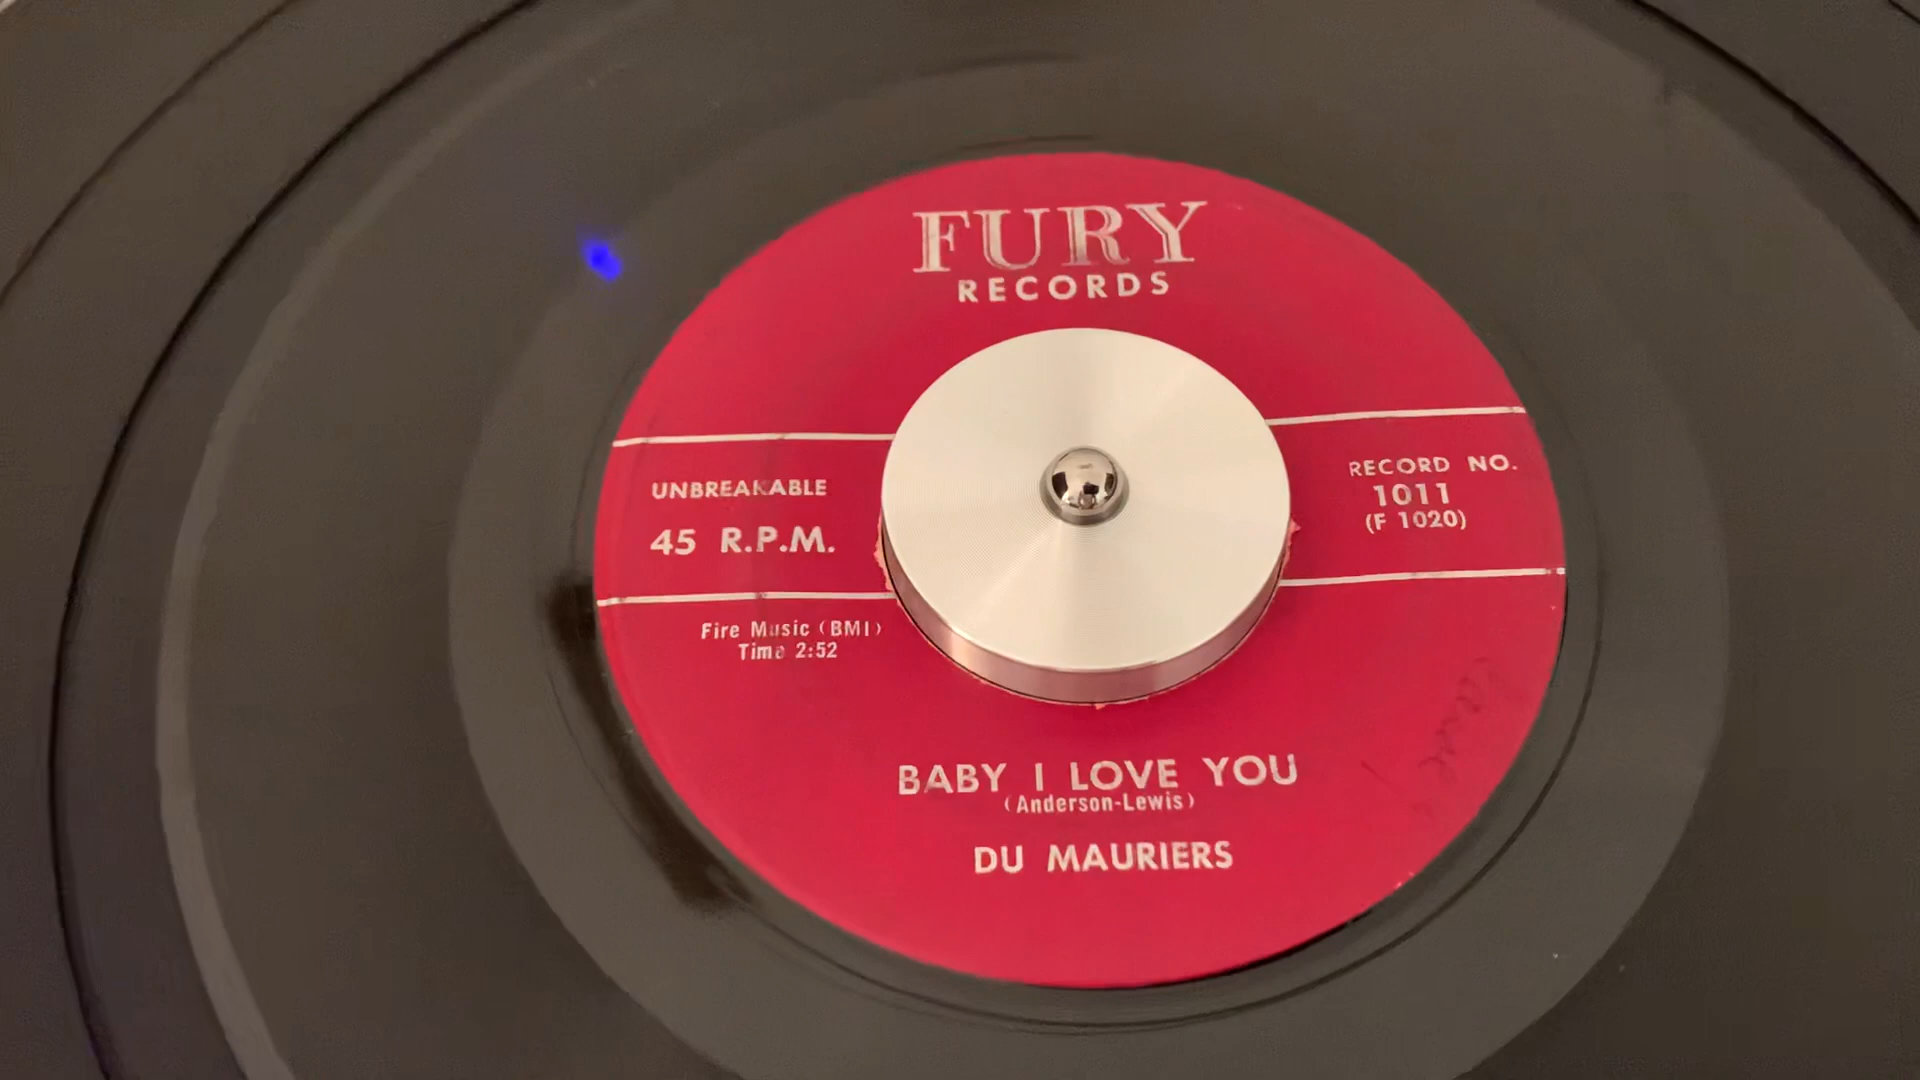 FURY
RECORDS
UNBREAKABLE
45 R.P.M.
RECORD NO.
1011
(F 1020)
Fire Music (BMI)
Time 2:52
BABY I LOVE YOU
(Anderson-Lewis)
DU MAURIERS